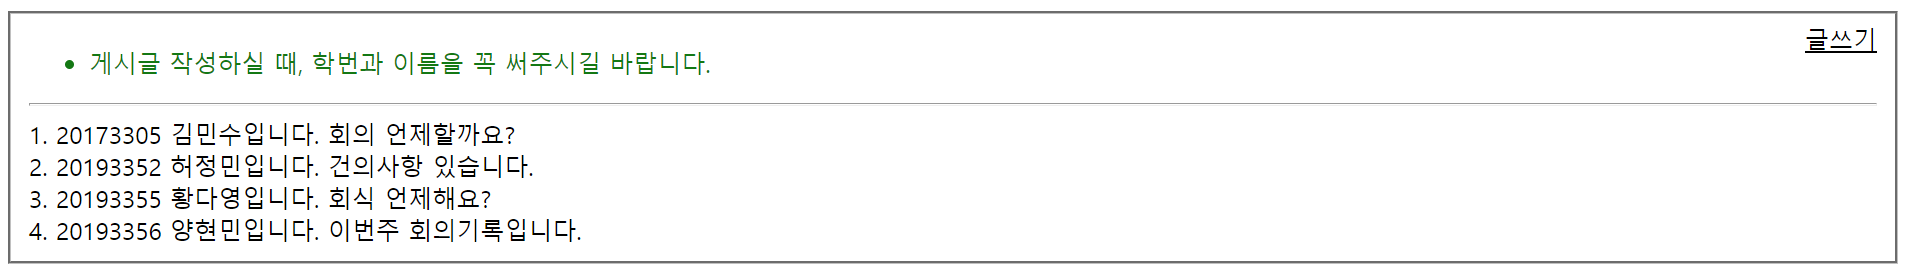 글쓰기
• 게시글 작성하실 때, 학번과 이름을 꼭 써주시길 바랍니다.
1. 20173305 김민수입니다. 회의 언제할까요?
2. 20193352 허정민입니다. 건의사항 있습니다.
3. 20193355 황다영입니다. 회식 언제해요?
4. 20193356 양현민입니다. 이번주 회의기록입니다.